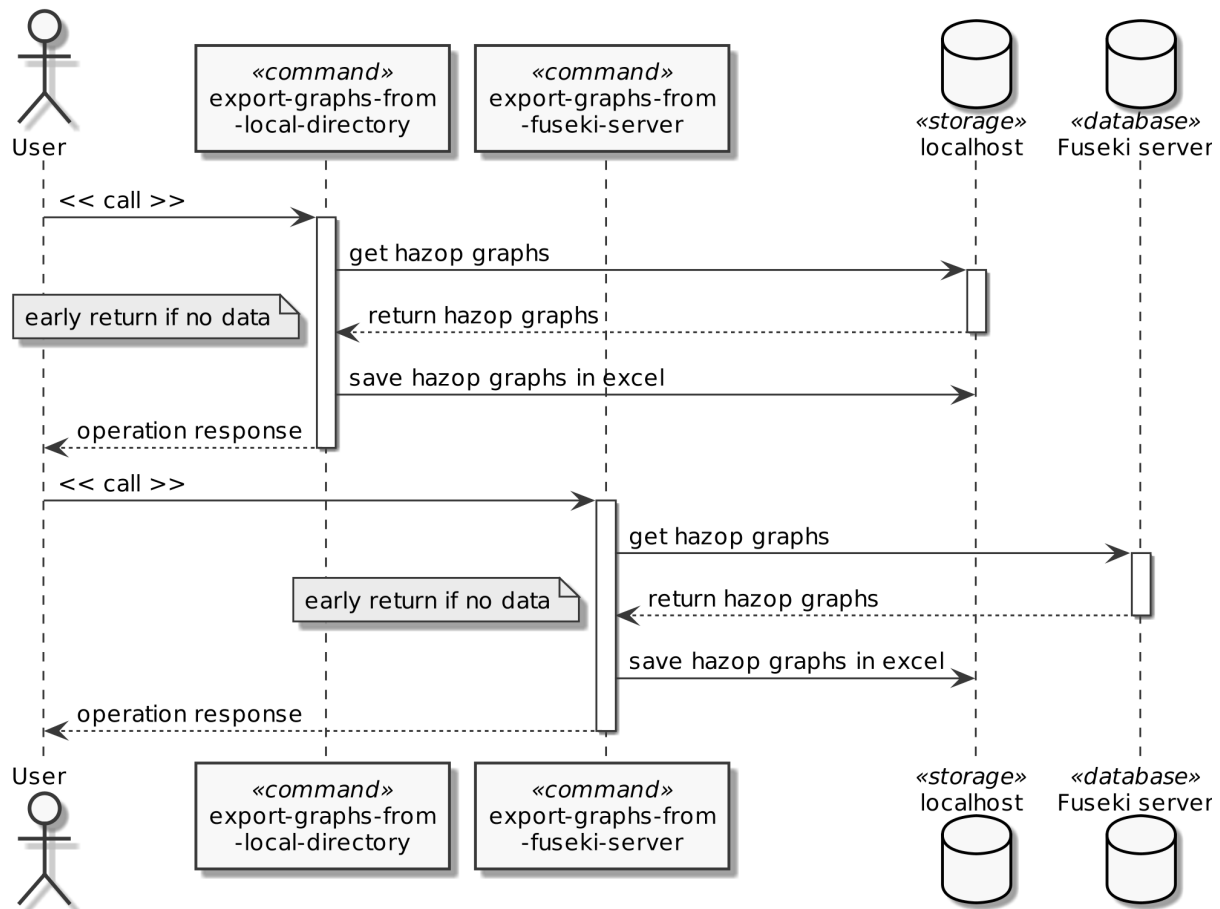 User
«command»
export-graphs-from
-local-directory
«command»
export-graphs-from
-fuseki-server
«storage»
localhost
«database»
Fuseki server
<< call >>
get hazop graphs
early return if no data
return hazop graphs
save hazop graphs in excel
operation response
<< call >>
get hazop graphs
early return if no data
return hazop graphs
save hazop graphs in excel
operation response
User
«command»
export-graphs-from
-local-directory
«command»
export-graphs-from
-fuseki-server
«storage»
localhost
«database»
Fuseki server